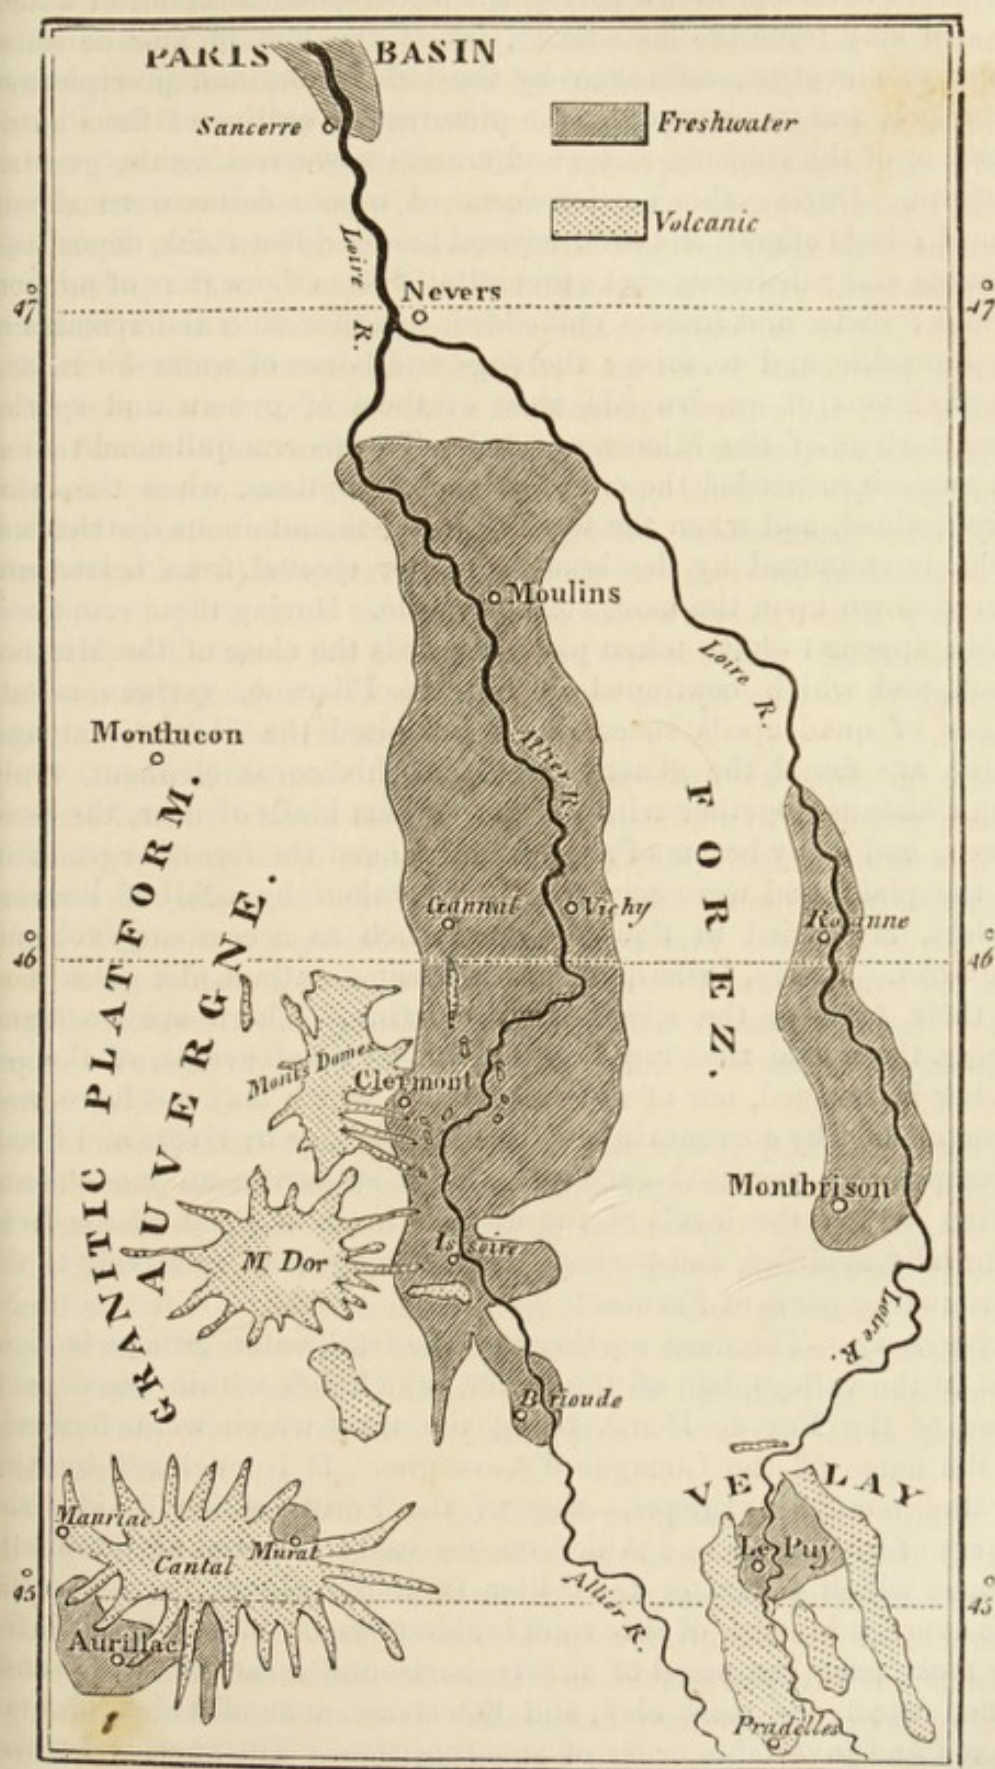 PARIS BASIN
Sancerre
Freshwater
Volcanic
Loire R.
Nevers
47°
47°
Moulins
Loire R.
Allier R.
Montlucon
FOREZ.
GRANITIC PLATFORM.
AUVERGNE.
Gannat
Vichy
Roanne
46°
46°
Monts Domes
Clermont
Montbrison
Issoire
M. Dor
Loire R.
Brioude
VELAY
Mauriac
Cantal
Murat
Le Puy
Allier R.
45°
45°
Aurillac
Pradelles